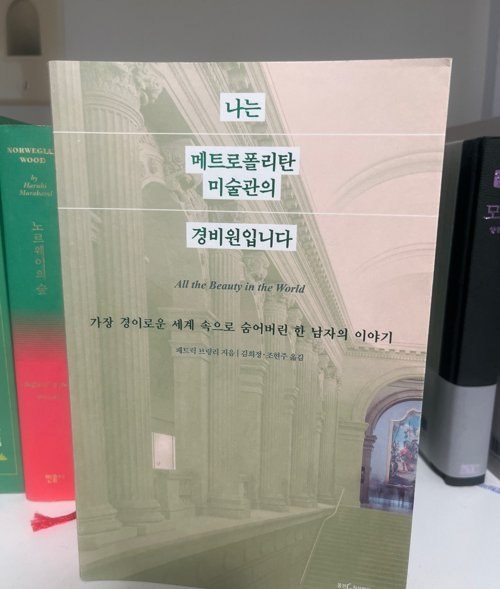 나는
메트로폴리탄
미술관의
경비원입니다
All the Beauty in the World
가장 경이로운 세계 속으로 숨어버린 한 남자의 이야기
패트릭 브링리 지음 | 김희정·조현주 옮김
NORWEGIAN
WOOD
by
Haruki
Murakami
노르웨이의 숲